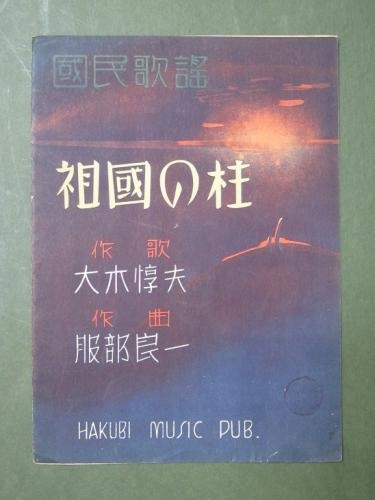 國民歌謠
祖國の柱
作歌
大木惇夫
作曲
服部良一
HAKUBI MUSIC PUB.